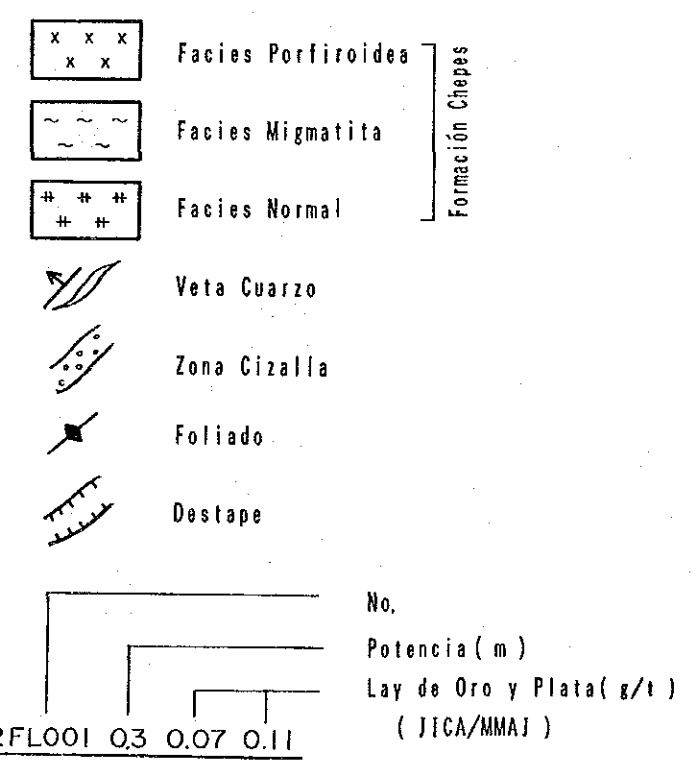 Facies Porfiroidea
Facies Migmatita
Facies Normal
Formación Chepes
Veta Cuarzo
Zona Cizalla
Foliado
Destape
No.
Potencia ( m )
Lay de Oro y Plata( g/t )
( JICA/MMAJ )
2FL001 0.3 0.07 0.11